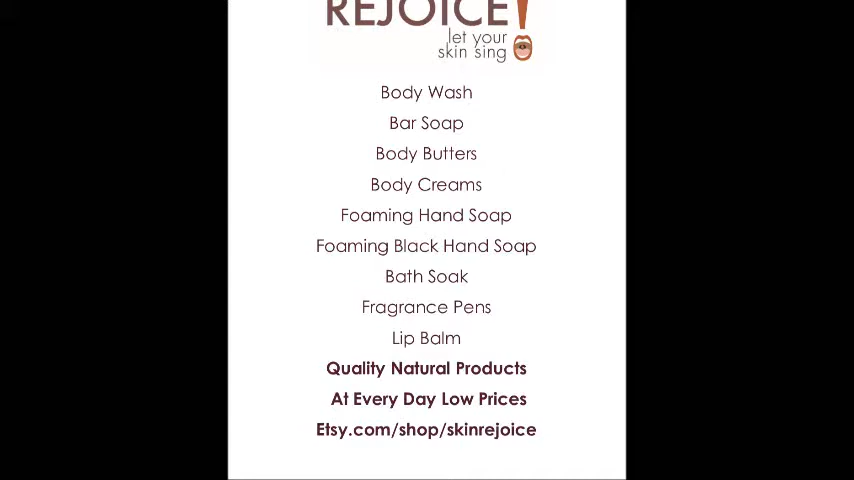 REJOICE!
let your
skin sing
Body Wash
Bar Soap
Body Butters
Body Creams
Foaming Hand Soap
Foaming Black Hand Soap
Bath Soak
Fragrance Pens
Lip Balm
Quality Natural Products
At Every Day Low Prices
Etsy.com/shop/skinrejoice